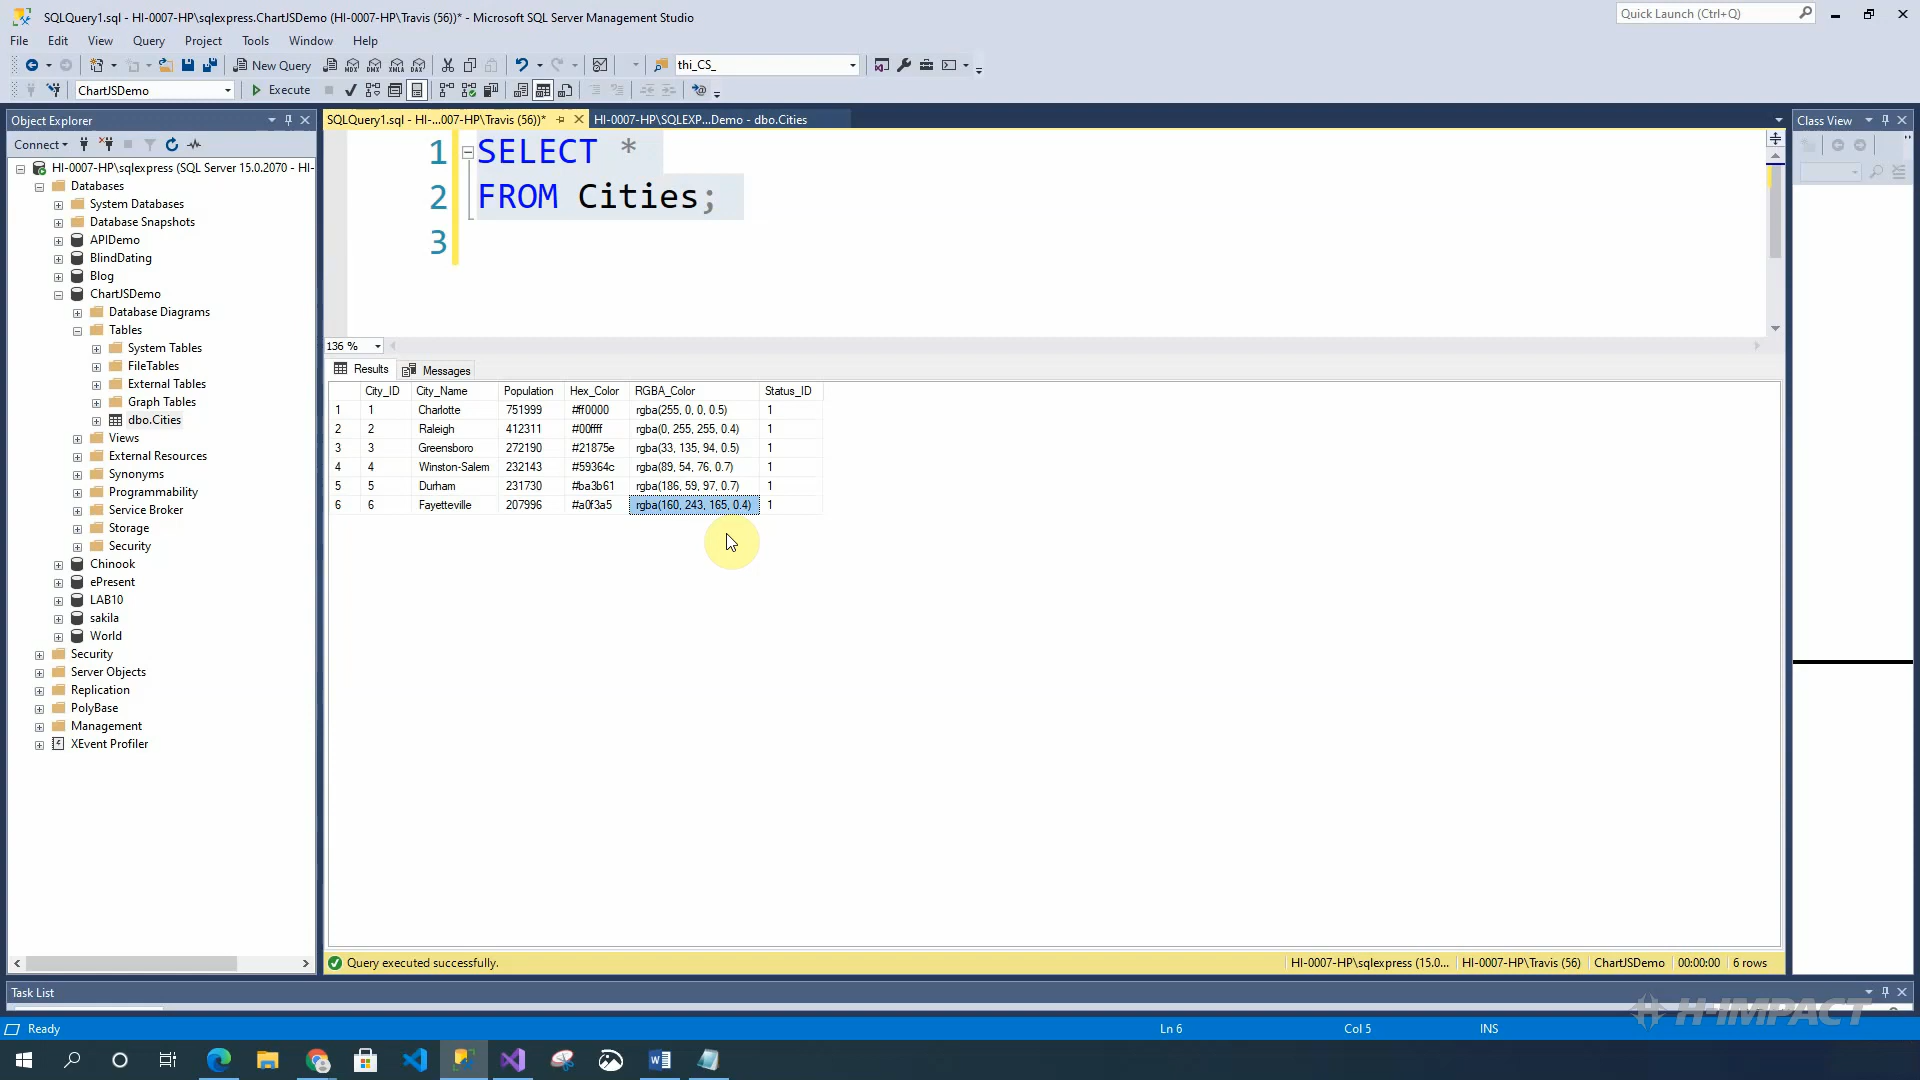 SQLQuery1.sql - HI-0007-HP\sqlexpress.ChartJSDemo (HI-0007-HP\Travis (56))* - Microsoft SQL Server Management Studio
Quick Launch (Ctrl+Q)
File Edit View Query Project Tools Window Help
New Query
thi_CS_
ChartJSDemo
Execute
Object Explorer
Connect
HI-0007-HP\sqlexpress (SQL Server 15.0.2070 - HI-
Databases
System Databases
Database Snapshots
APIDemo
BlindDating
Blog
ChartJSDemo
Database Diagrams
Tables
System Tables
FileTables
External Tables
Graph Tables
dbo.Cities
Views
External Resources
Synonyms
Programmability
Service Broker
Storage
Security
Chinook
ePresent
LAB10
sakila
World
Security
Server Objects
Replication
PolyBase
Management
XEvent Profiler
SQLQuery1.sql - HI-...007-HP\Travis (56))*
HI-0007-HP\SQLEXP...Demo - dbo.Cities
1 SELECT *
2 FROM Cities;
3
136 %
Results Messages
City_ID City_Name Population Hex_Color RGBA_Color Status_ID
1 1 Charlotte 751999 #ff0000 rgba(255, 0, 0, 0.5) 1
2 2 Raleigh 412311 #00ffff rgba(0, 255, 255, 0.4) 1
3 3 Greensboro 272190 #21875e rgba(33, 135, 94, 0.5) 1
4 4 Winston-Salem 232143 #59364c rgba(89, 54, 76, 0.7) 1
5 5 Durham 231730 #ba3b61 rgba(186, 59, 97, 0.7) 1
6 6 Fayetteville 207996 #a0f3a5 rgba(160, 243, 165, 0.4) 1
Query executed successfully.
HI-0007-HP\sqlexpress (15.0... HI-0007-HP\Travis (56) ChartJSDemo 00:00:00 6 rows
Class View
Task List
H-IMPACT
Ready
Ln 6 Col 5 INS